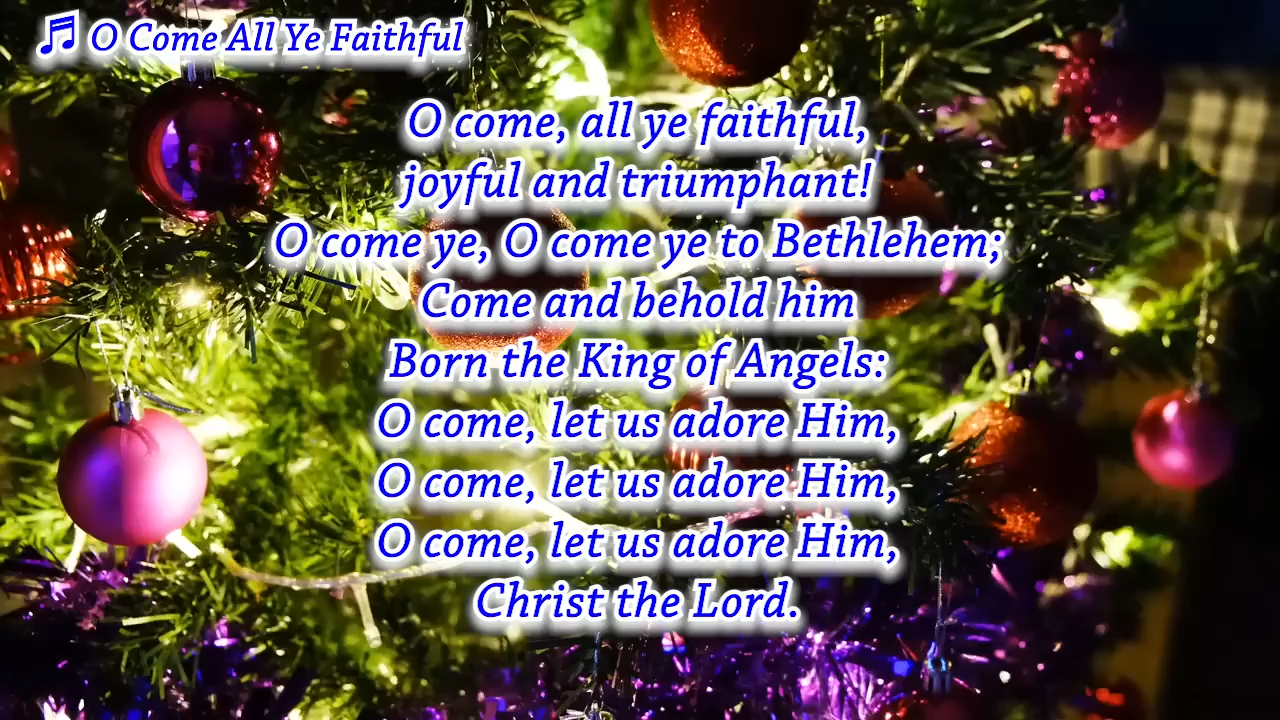 🎵 O Come All Ye Faithful
O come, all ye faithful,
joyful and triumphant!
O come ye, O come ye to Bethlehem;
Come and behold him
Born the King of Angels:
O come, let us adore Him,
O come, let us adore Him,
O come, let us adore Him,
Christ the Lord.